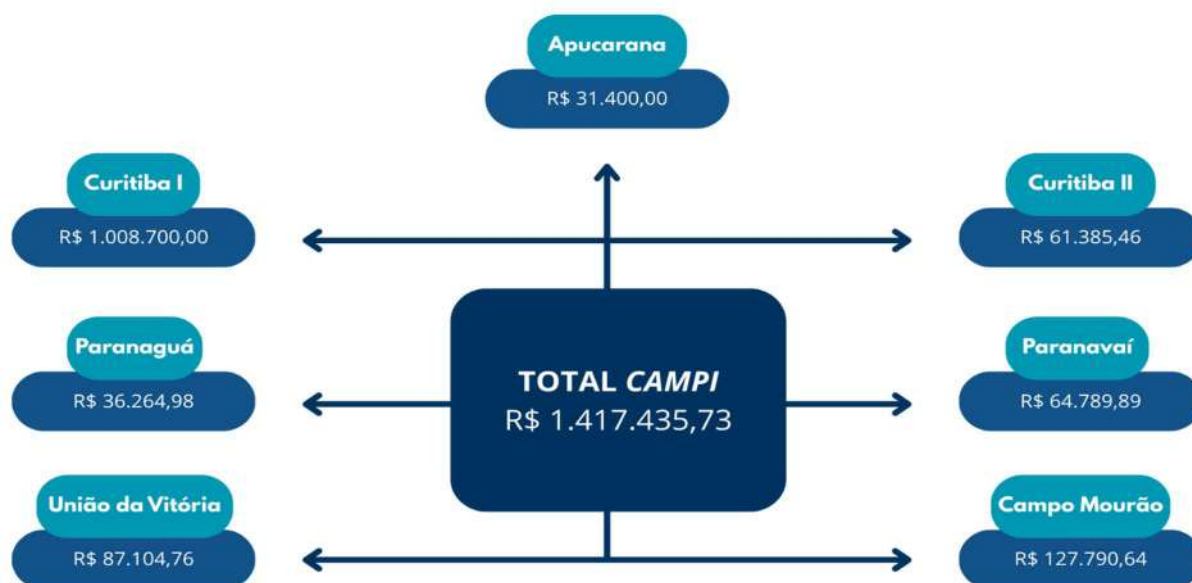 Apucarana
R$ 31.400,00
Curitiba I
R$ 1.008.700,00
Curitiba II
R$ 61.385,46
Paranaguá
R$ 36.264,98
TOTAL CAMPI
R$ 1.417.435,73
Paranavaí
R$ 64.789,89
União da Vitória
R$ 87.104,76
Campo Mourão
R$ 127.790,64